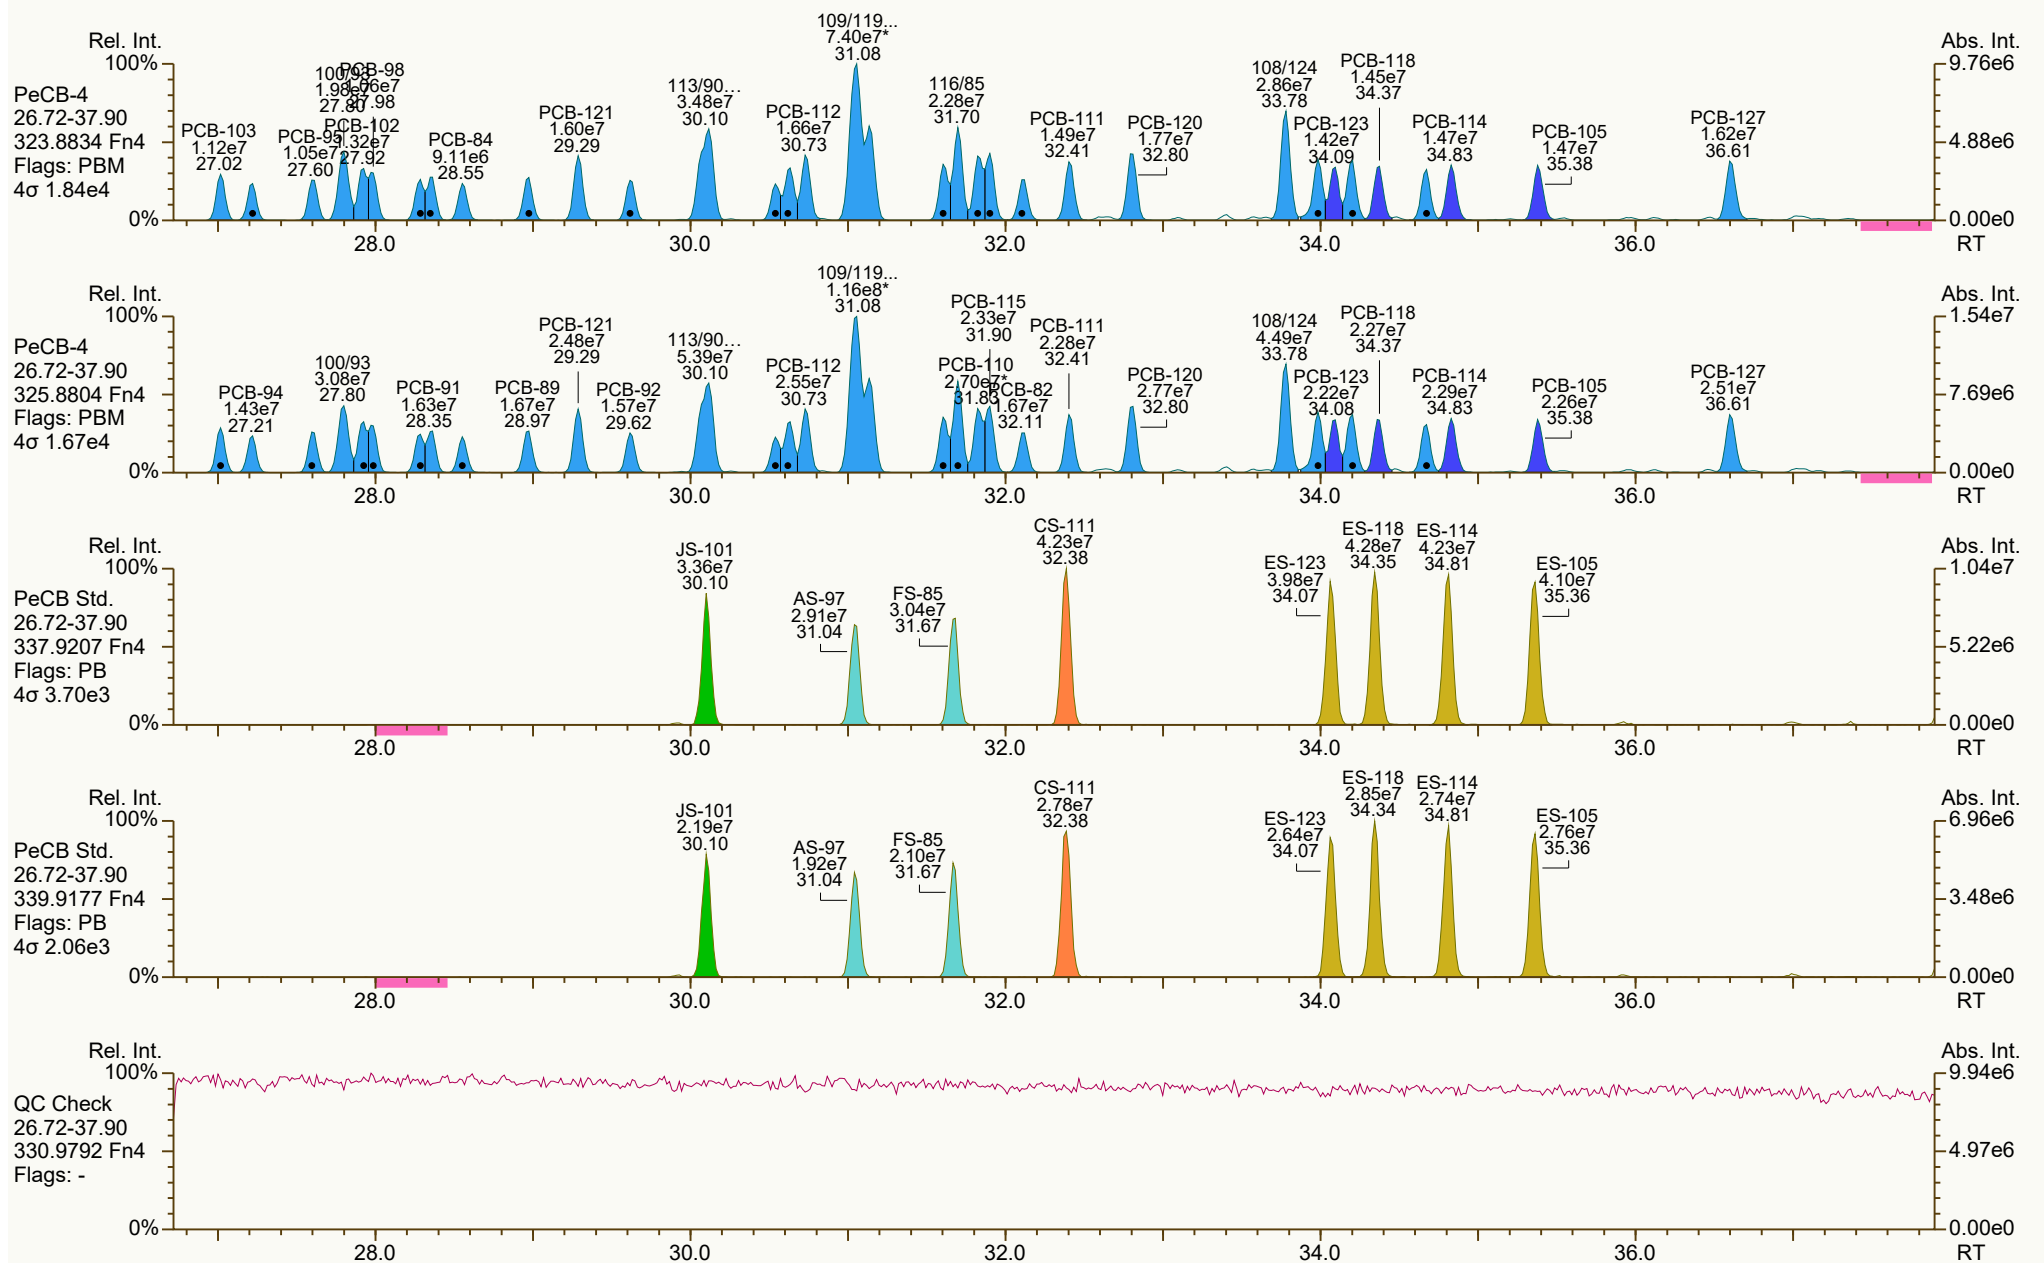 Rel. Int.
100%
0%
PeCB-4
26.72-37.90
323.8834 Fn4
Flags: PBM
4σ 1.84e4
PCB-103
1.12e7
27.02
PCB-95
1.05e7
27.60
100/93
1.98e7
27.80
PCB-98
1.06e7
27.98
PCB-102
1.32e7
27.92
PCB-84
9.11e6
28.55
PCB-121
1.60e7
29.29
113/90...
3.48e7
30.10
PCB-112
1.66e7
30.73
109/119...
7.40e7*
31.08
116/85
2.28e7
31.70
PCB-111
1.49e7
32.41
PCB-120
1.77e7
32.80
108/124
2.86e7
33.78
PCB-123
1.42e7
34.09
PCB-118
1.45e7
34.37
PCB-114
1.47e7
34.83
PCB-105
1.47e7
35.38
PCB-127
1.62e7
36.61
Abs. Int.
9.76e6
4.88e6
0.00e0
28.0 30.0 32.0 34.0 36.0 RT
Rel. Int.
100%
0%
PeCB-4
26.72-37.90
325.8804 Fn4
Flags: PBM
4σ 1.67e4
PCB-94
1.43e7
27.21
100/93
3.08e7
27.80
PCB-91
1.63e7
28.35
PCB-89
1.67e7
28.97
PCB-121
2.48e7
29.29
PCB-92
1.57e7
29.62
113/90...
5.39e7
30.10
PCB-112
2.55e7
30.73
109/119...
1.16e8*
31.08
PCB-110
2.70e7*
31.83
PCB-115
2.33e7
31.90
PCB-82
1.67e7
32.11
PCB-111
2.28e7
32.41
PCB-120
2.77e7
32.80
108/124
4.49e7
33.78
PCB-123
2.22e7
34.08
PCB-118
2.27e7
34.37
PCB-114
2.29e7
34.83
PCB-105
2.26e7
35.38
PCB-127
2.51e7
36.61
Abs. Int.
1.54e7
7.69e6
0.00e0
28.0 30.0 32.0 34.0 36.0 RT
Rel. Int.
100%
0%
PeCB Std.
26.72-37.90
337.9207 Fn4
Flags: PB
4σ 3.70e3
JS-101
3.36e7
30.10
AS-97
2.91e7
31.04
FS-85
3.04e7
31.67
CS-111
4.23e7
32.38
ES-123
3.98e7
34.07
ES-118
4.28e7
34.35
ES-114
4.23e7
34.81
ES-105
4.10e7
35.36
Abs. Int.
1.04e7
5.22e6
0.00e0
28.0 30.0 32.0 34.0 36.0 RT
Rel. Int.
100%
0%
PeCB Std.
26.72-37.90
339.9177 Fn4
Flags: PB
4σ 2.06e3
JS-101
2.19e7
30.10
AS-97
1.92e7
31.04
FS-85
2.10e7
31.67
CS-111
2.78e7
32.38
ES-123
2.64e7
34.07
ES-118
2.85e7
34.34
ES-114
2.74e7
34.81
ES-105
2.76e7
35.36
Abs. Int.
6.96e6
3.48e6
0.00e0
28.0 30.0 32.0 34.0 36.0 RT
Rel. Int.
100%
0%
QC Check
26.72-37.90
330.9792 Fn4
Flags: -
Abs. Int.
9.94e6
4.97e6
0.00e0
28.0 30.0 32.0 34.0 36.0 RT